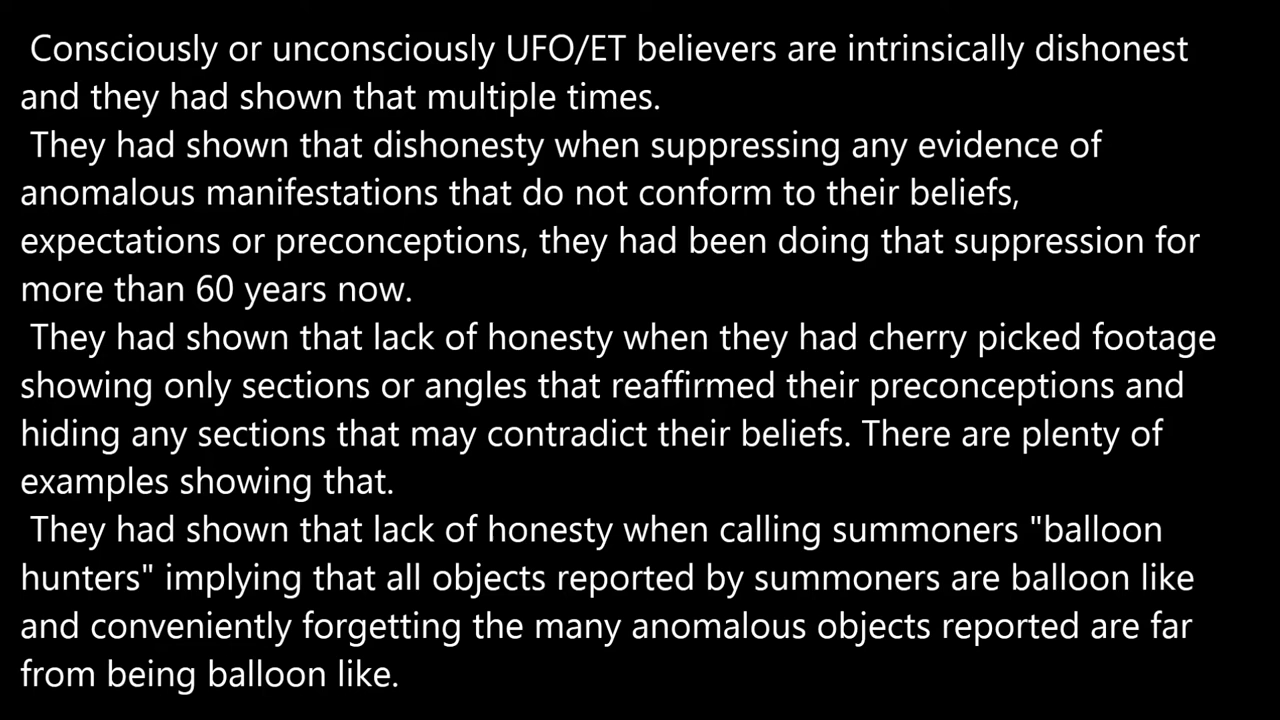 Consciously or unconsciously UFO/ET believers are intrinsically dishonest
and they had shown that multiple times.
They had shown that dishonesty when suppressing any evidence of
anomalous manifestations that do not conform to their beliefs,
expectations or preconceptions, they had been doing that suppression for
more than 60 years now.
They had shown that lack of honesty when they had cherry picked footage
showing only sections or angles that reaffirmed their preconceptions and
hiding any sections that may contradict their beliefs. There are plenty of
examples showing that.
They had shown that lack of honesty when calling summoners "balloon
hunters" implying that all objects reported by summoners are balloon like
and conveniently forgetting the many anomalous objects reported are far
from being balloon like.